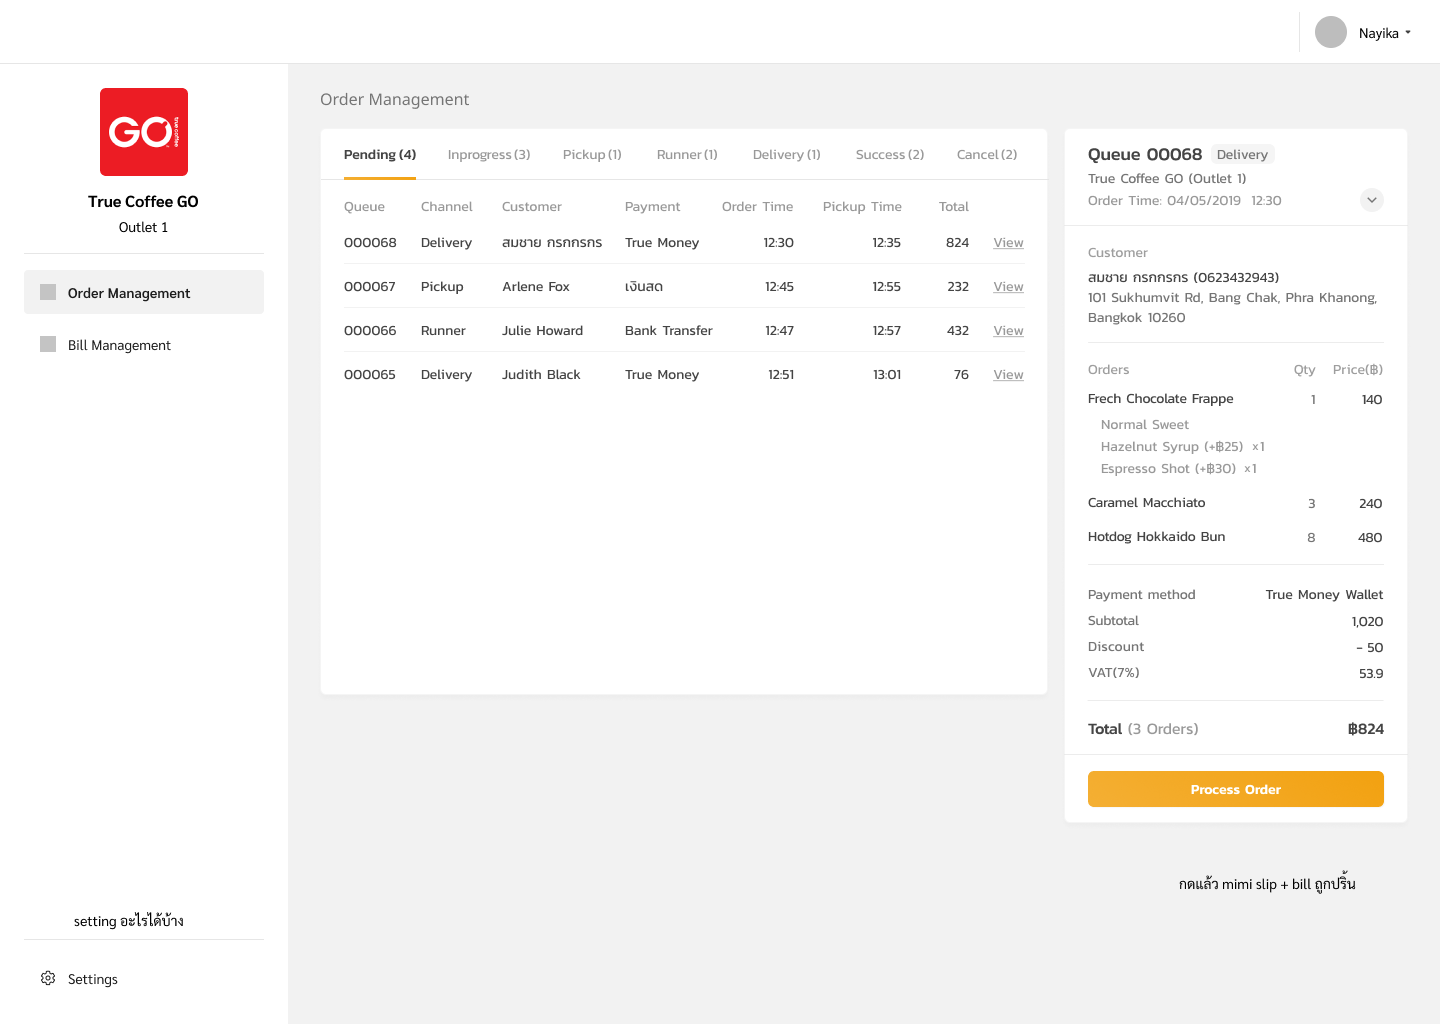 Nayika
GO
true coffee
True Coffee GO
Outlet 1
Order Management
Bill Management
setting อะไรได้บ้าง
Settings
Order Management
Pending (4) Inprogress (3) Pickup (1) Runner (1) Delivery (1) Success (2) Cancel (2)
Queue Channel Customer Payment Order Time Pickup Time Total
000068 Delivery สมชาย กรกกรกร True Money 12:30 12:35 824 View
000067 Pickup Arlene Fox เงินสด 12:45 12:55 232 View
000066 Runner Julie Howard Bank Transfer 12:47 12:57 432 View
000065 Delivery Judith Black True Money 12:51 13:01 76 View
Queue 00068 Delivery
True Coffee GO (Outlet 1)
Order Time: 04/05/2019 12:30
Customer
สมชาย กรกกรกร (0623432943)
101 Sukhumvit Rd, Bang Chak, Phra Khanong,
Bangkok 10260
Orders Qty Price(฿)
Frech Chocolate Frappe 1 140
Normal Sweet
Hazelnut Syrup (+฿25) x1
Espresso Shot (+฿30) x1
Caramel Macchiato 3 240
Hotdog Hokkaido Bun 8 480
Payment method True Money Wallet
Subtotal 1,020
Discount - 50
VAT(7%) 53.9
Total (3 Orders) ฿824
Process Order
กดแล้ว mimi slip + bill ถูกปริ้น